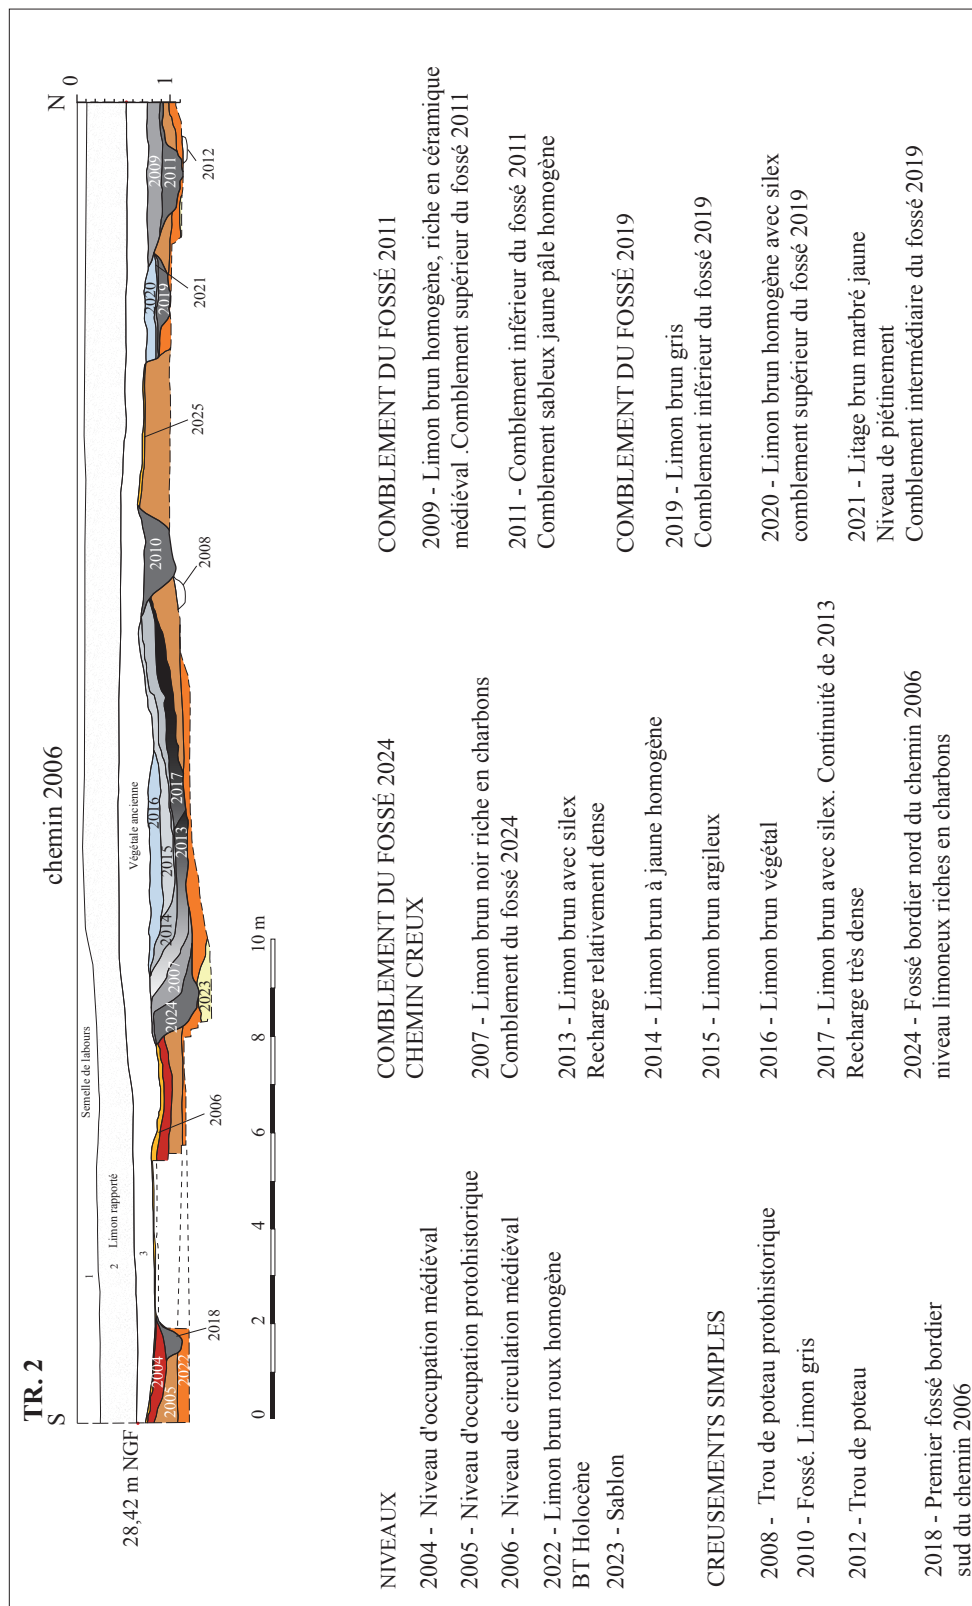 TR. 2
chemin 2006
S
N
0
1
28,42 m NGF
Semelle de labours
1
2
Limon rapporté
3
Végétale ancienne
2004
2005
2022
2018
2006
2024
2007
2023
2014
2015
2016
2013
2017
2010
2008
2025
2020
2019
2021
2009
2011
2012
0
2
4
6
8
10 m
NIVEAUX
2004 - Niveau d'occupation médiéval
2005 - Niveau d'occupation protohistorique
2006 - Niveau de circulation médiéval
2022 - Limon brun roux homogène
BT Holocène
2023 - Sablon
CREUSEMENTS SIMPLES
2008 - Trou de poteau protohistorique
2010 - Fossé. Limon gris
2012 - Trou de poteau
2018 - Premier fossé bordier
sud du chemin 2006
COMBLEMENT DU FOSSÉ 2024
CHEMIN CREUX
2007 - Limon brun noir riche en charbons
Comblement du fossé 2024
2013 - Limon brun avec silex
Recharge relativement dense
2014 - Limon brun à jaune homogène
2015 - Limon brun argileux
2016 - Limon brun végétal
2017 - Limon brun avec silex. Continuité de 2013
Recharge très dense
2024 - Fossé bordier nord du chemin 2006
niveau limoneux riches en charbons
COMBLEMENT DU FOSSÉ 2011
2009 - Limon brun homogène, riche en céramique
médiéval .Comblement supérieur du fossé 2011
2011 - Comblement inférieur du fossé 2011
Comblement sableux jaune pâle homogène
COMBLEMENT DU FOSSÉ 2019
2019 - Limon brun gris
Comblement inférieur du fossé 2019
2020 - Limon brun homogène avec silex
comblement supérieur du fossé 2019
2021 - Litage brun marbré jaune
Niveau de piétinement
Comblement intermédiaire du fossé 2019